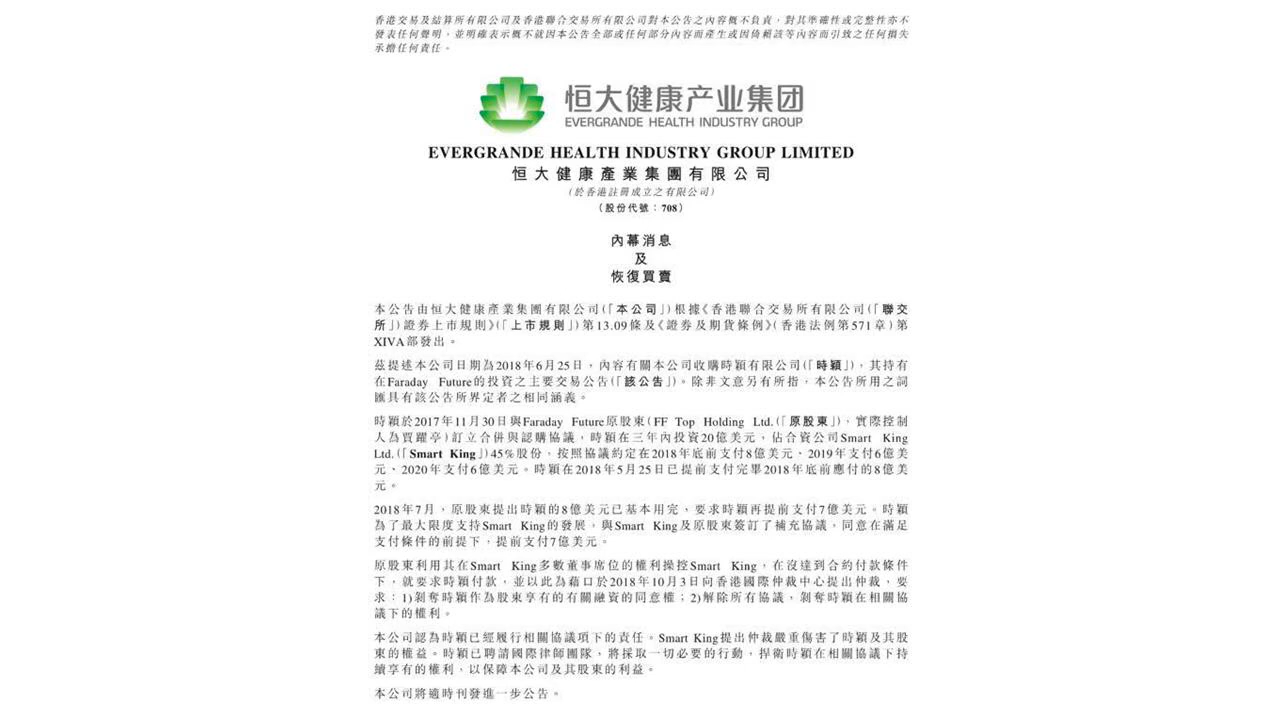 香港交易及結算所有限公司及香港聯合交易所有限公司對本公告之內容概不負責，對其準確性或完整性亦不
發表任何聲明，並明確表示概不就因本公告全部或任何部分內容而產生或因倚賴該等內容而引致之任何損失
承擔任何責任。
恒大健康产业集团
EVERGRANDE HEALTH INDUSTRY GROUP
EVERGRANDE HEALTH INDUSTRY GROUP LIMITED
恒大健康產業集團有限公司
（於香港註冊成立之有限公司）
（股份代號：708）
內幕消息
及
恢復買賣
本公告由恒大健康產業集團有限公司(「本公司」)根據《香港聯合交易所有限公司(「聯交
所」)證券上市規則》(「上市規則」)第13.09條及《證券及期貨條例》(香港法例第571章)第
XIVA部發出。
茲提述本公司日期為2018年6月25日，內容有關本公司收購時穎有限公司(「時穎」)，其持有
在Faraday Future的投資之主要交易公告(「該公告」)。除非文意另有所指，本公告所用之詞
匯具有該公告所界定者之相同涵義。
時穎於2017年11月30日與Faraday Future原股東(FF Top Holding Ltd.(「原股東」)，實際控制
人為賈躍亭)訂立合併與認購協議，時穎在三年內投資20億美元，佔合資公司Smart King
Ltd.(「Smart King」)45%股份，按照協議約定在2018年底前支付8億美元、2019年支付6億美
元、2020年支付6億美元。時穎在2018年5月25日已提前支付完畢2018年底前應付的8億美
元。
2018年7月，原股東提出時穎的8億美元已基本用完，要求時穎再提前支付7億美元。時穎
為了最大限度支持Smart King的發展，與Smart King及原股東簽訂了補充協議，同意在滿足
支付條件的前提下，提前支付7億美元。
原股東利用其在Smart King多數董事席位的權利操控Smart King，在沒達到合約付款條件
下，就要求時穎付款，並以此為藉口於2018年10月3日向香港國際仲裁中心提出仲裁，要
求：1)剝奪時穎作為股東享有的有關融資的同意權；2)解除所有協議，剝奪時穎在相關協
議下的權利。
本公司認為時穎已經履行相關協議項下的責任。Smart King提出仲裁嚴重傷害了時穎及其股
東的權益。時穎已聘請國際律師團隊，將採取一切必要的行動，捍衛時穎在相關協議下持
續享有的權利，以保障本公司及其股東的利益。
本公司將適時刊發進一步公告。